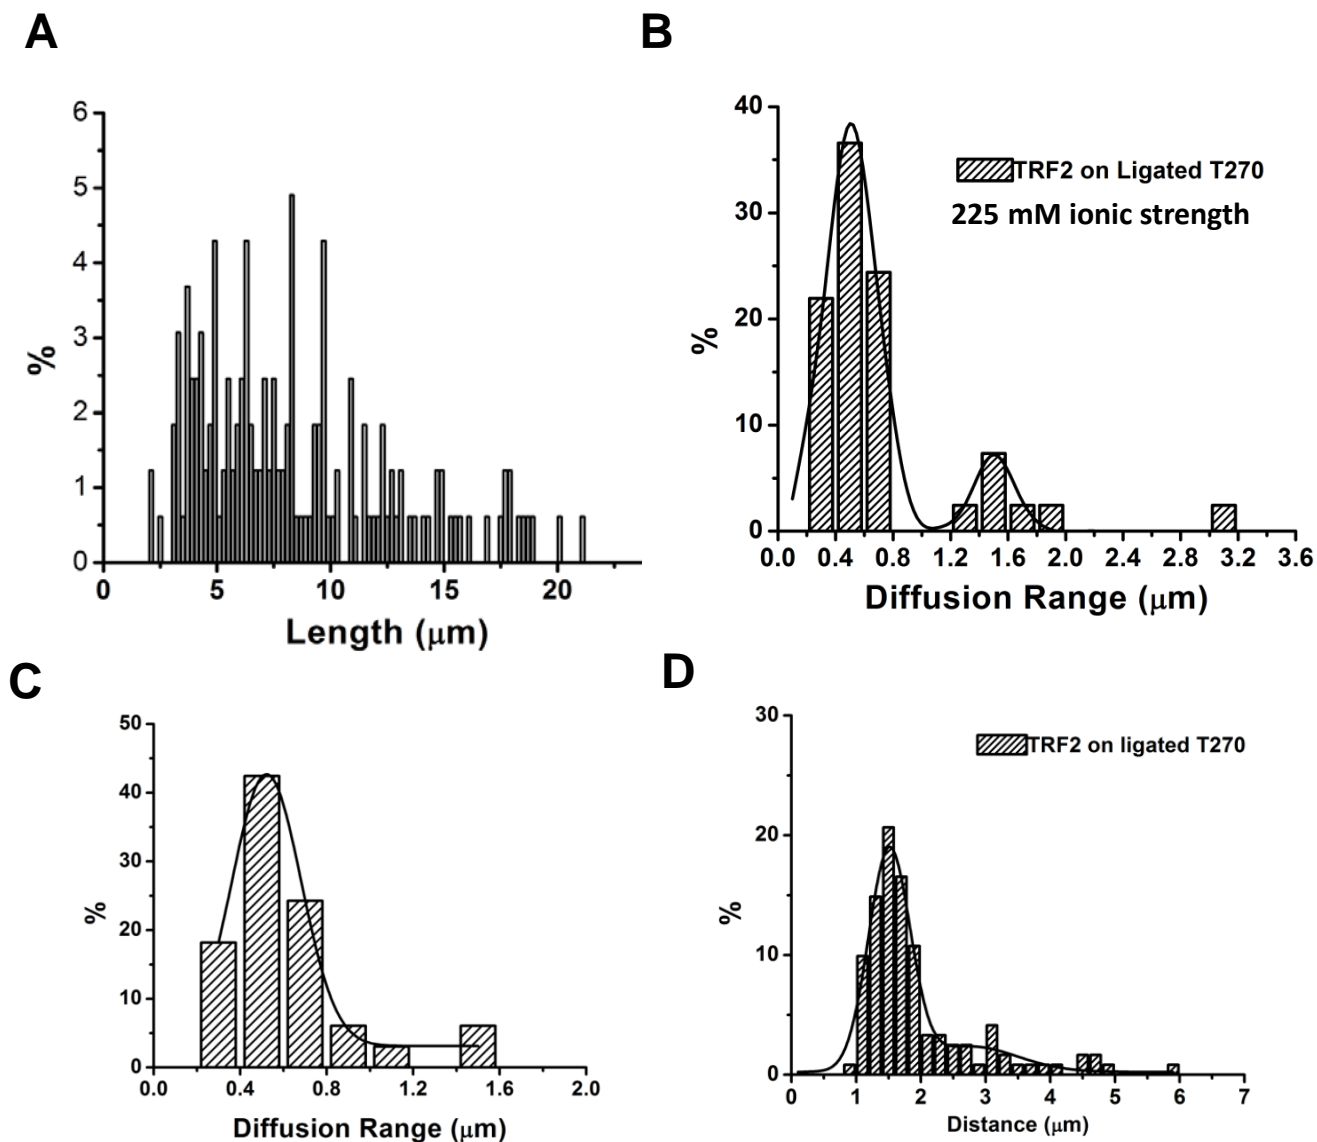 A
B
6
5
4
3
2
1
0
%
0 5 10 15 20
Length (μm)
40
30
20
10
0
%
TRF2 on Ligated T270
225 mM ionic strength
0.0 0.4 0.8 1.2 1.6 2.0 2.4 2.8 3.2 3.6
Diffusion Range (μm)
C
D
50
40
30
20
10
0
%
0.0 0.4 0.8 1.2 1.6 2.0
Diffusion Range (μm)
30
20
10
0
%
TRF2 on ligated T270
0 1 2 3 4 5 6 7
Distance (μm)